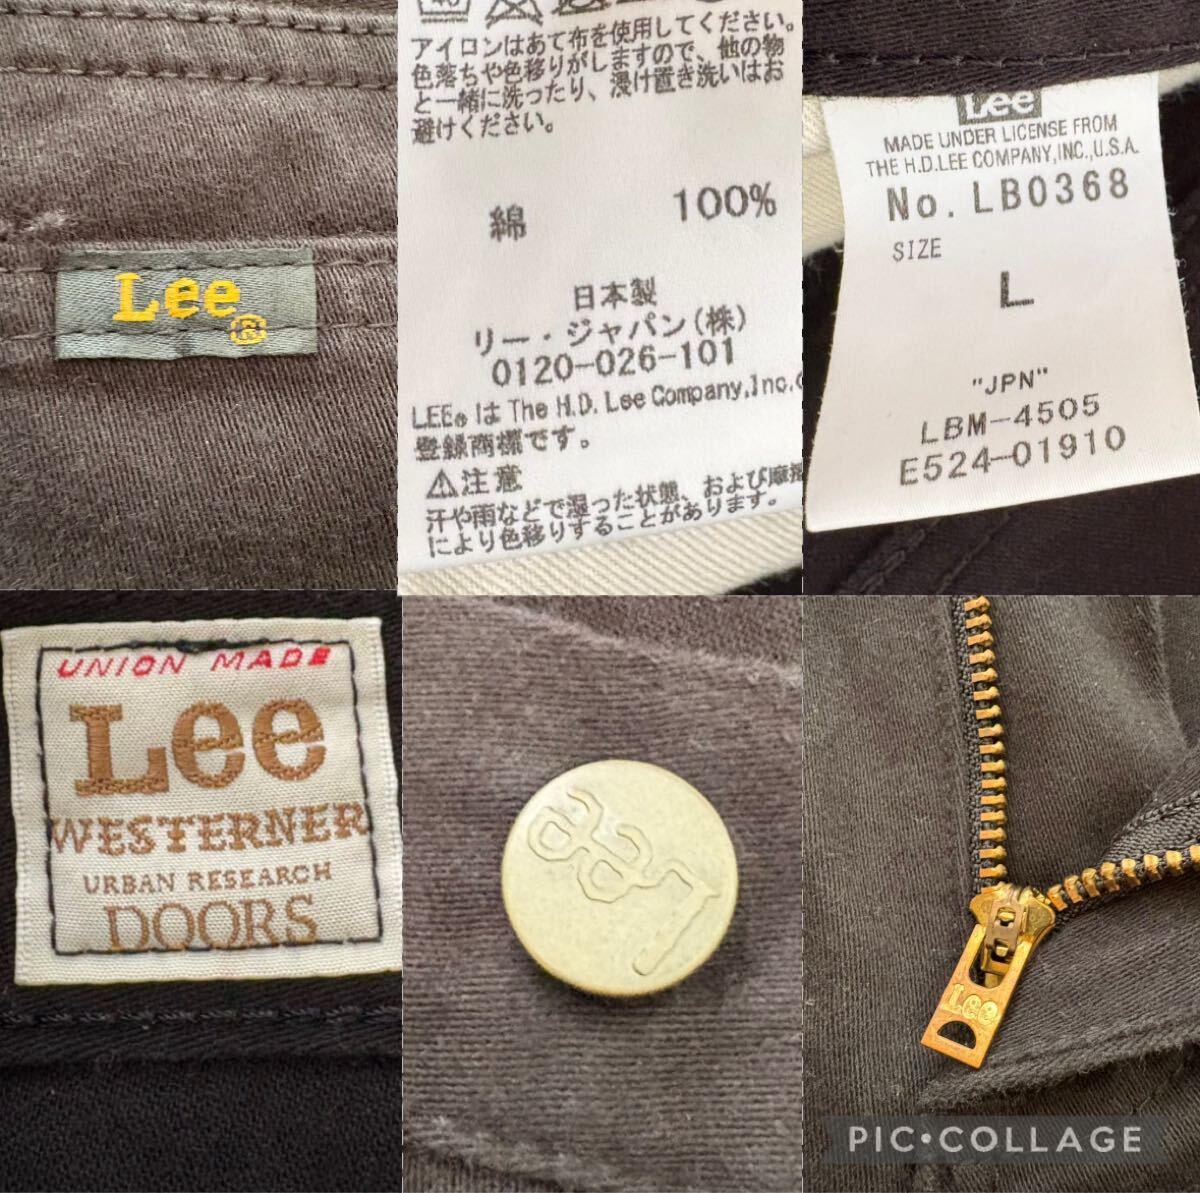 Lee
®
アイロンはあて布を使用してください。
色落ちや色移りがしますので、他の物
と一緒に洗ったり、浸け置き洗いはお
避けください。
綿 100%
日本製
リー・ジャパン(株)
0120-026-101
LEE®は The H.D. Lee Company,Inc.
登録商標です。
⚠注意
汗や雨などで湿った状態、および摩擦
により色移りすることがあります。
Lee
MADE UNDER LICENSE FROM
THE H.D.LEE COMPANY,INC.,U.S.A.
No. LB0368
SIZE
L
"JPN"
LBM-4505
E524-01910
UNION MADE
Lee
WESTERNER
URBAN RESEARCH
DOORS
Lee
Lee
PIC•COLLAGE